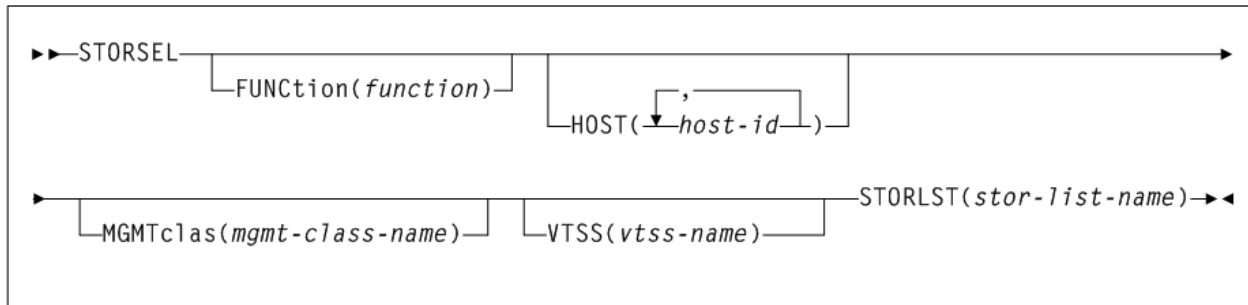 STORSEL
FUNCtion(function)
,
HOST(host-id)
STORLST(stor-list-name)
MGMTclas(mgmt-class-name)
VTSS(vtss-name)